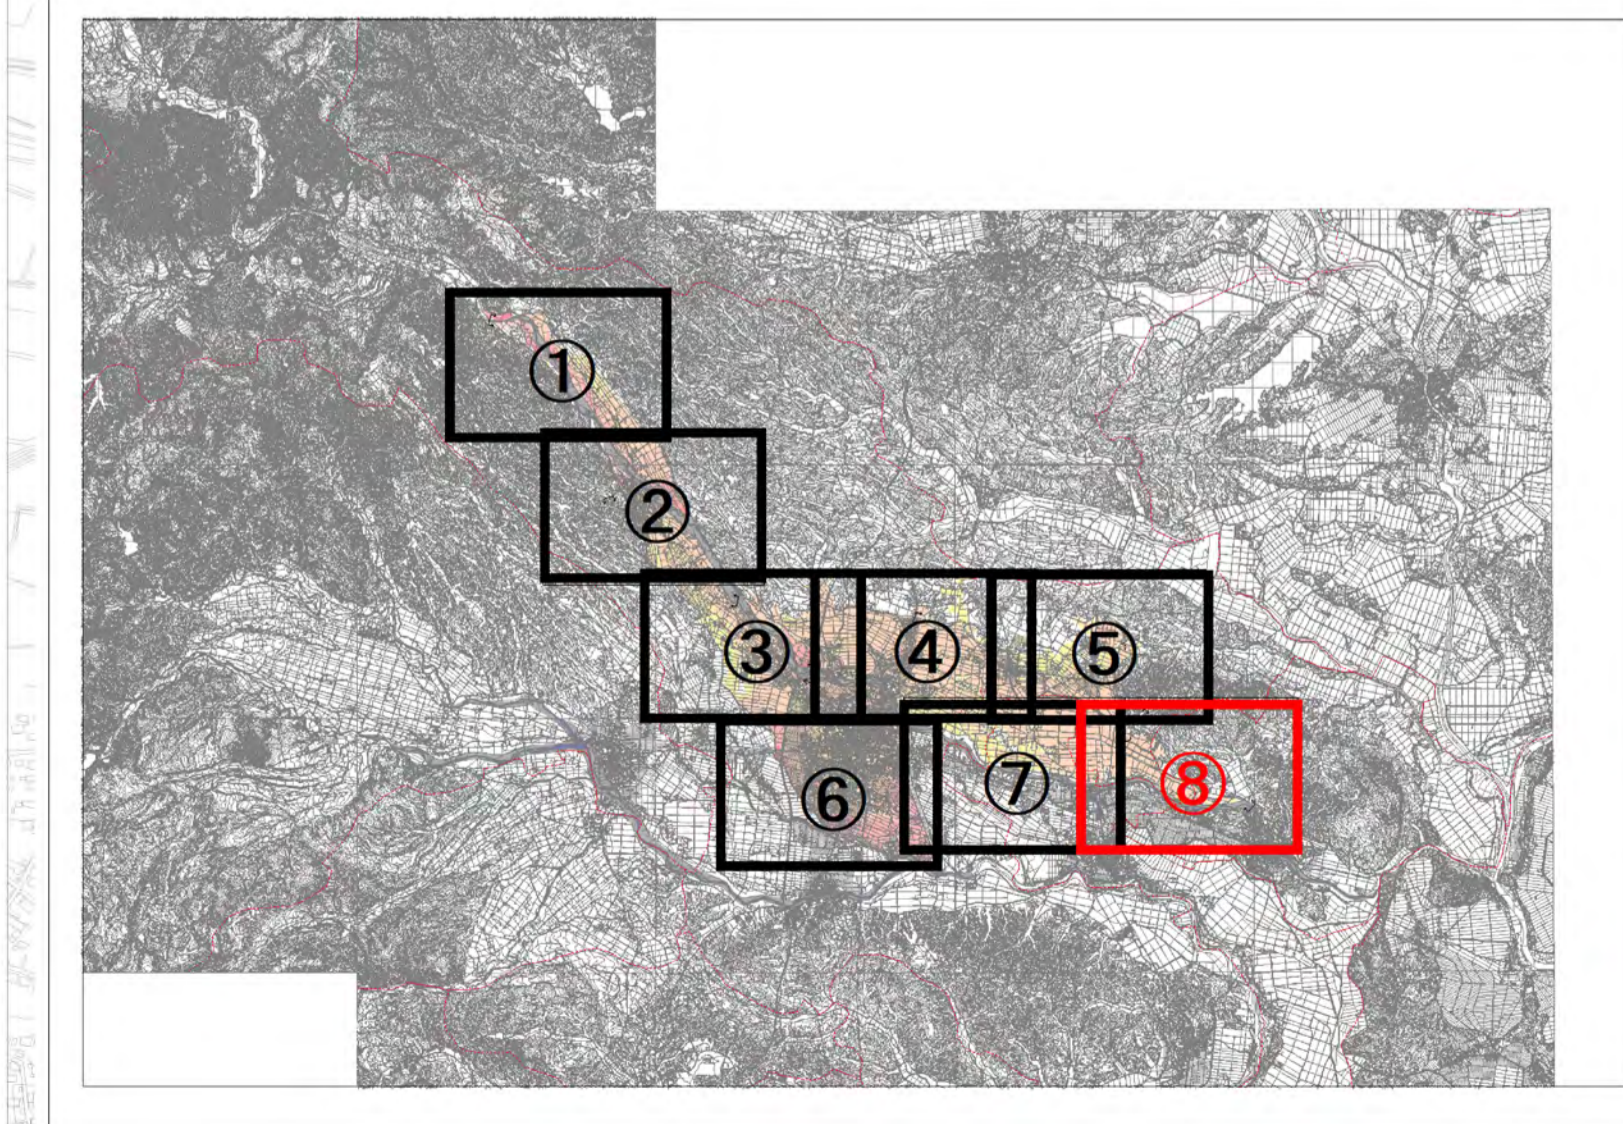 ①
②
③ ④ ⑤
⑥ ⑦ ⑧